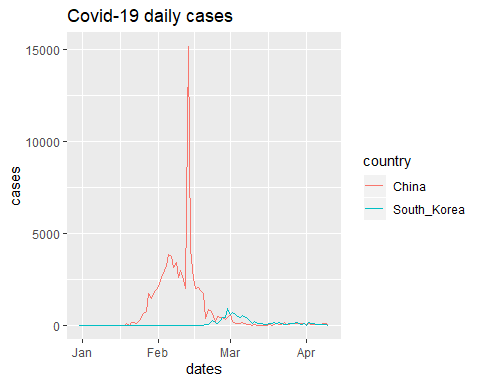 Covid-19 daily cases
15000
10000
5000
0
cases
Jan Feb Mar Apr
dates
country
China
South_Korea